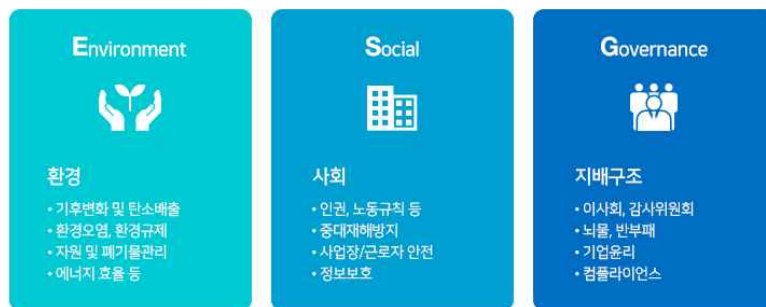 Environment
환경
• 기후변화 및 탄소배출
• 환경오염, 환경규제
• 자원 및 폐기물관리
• 에너지 효율 등
Social
사회
• 인권, 노동규칙 등
• 중대재해방지
• 사업장/근로자 안전
• 정보보호
Governance
지배구조
• 이사회, 감사위원회
• 뇌물, 반부패
• 기업윤리
• 컴플라이언스